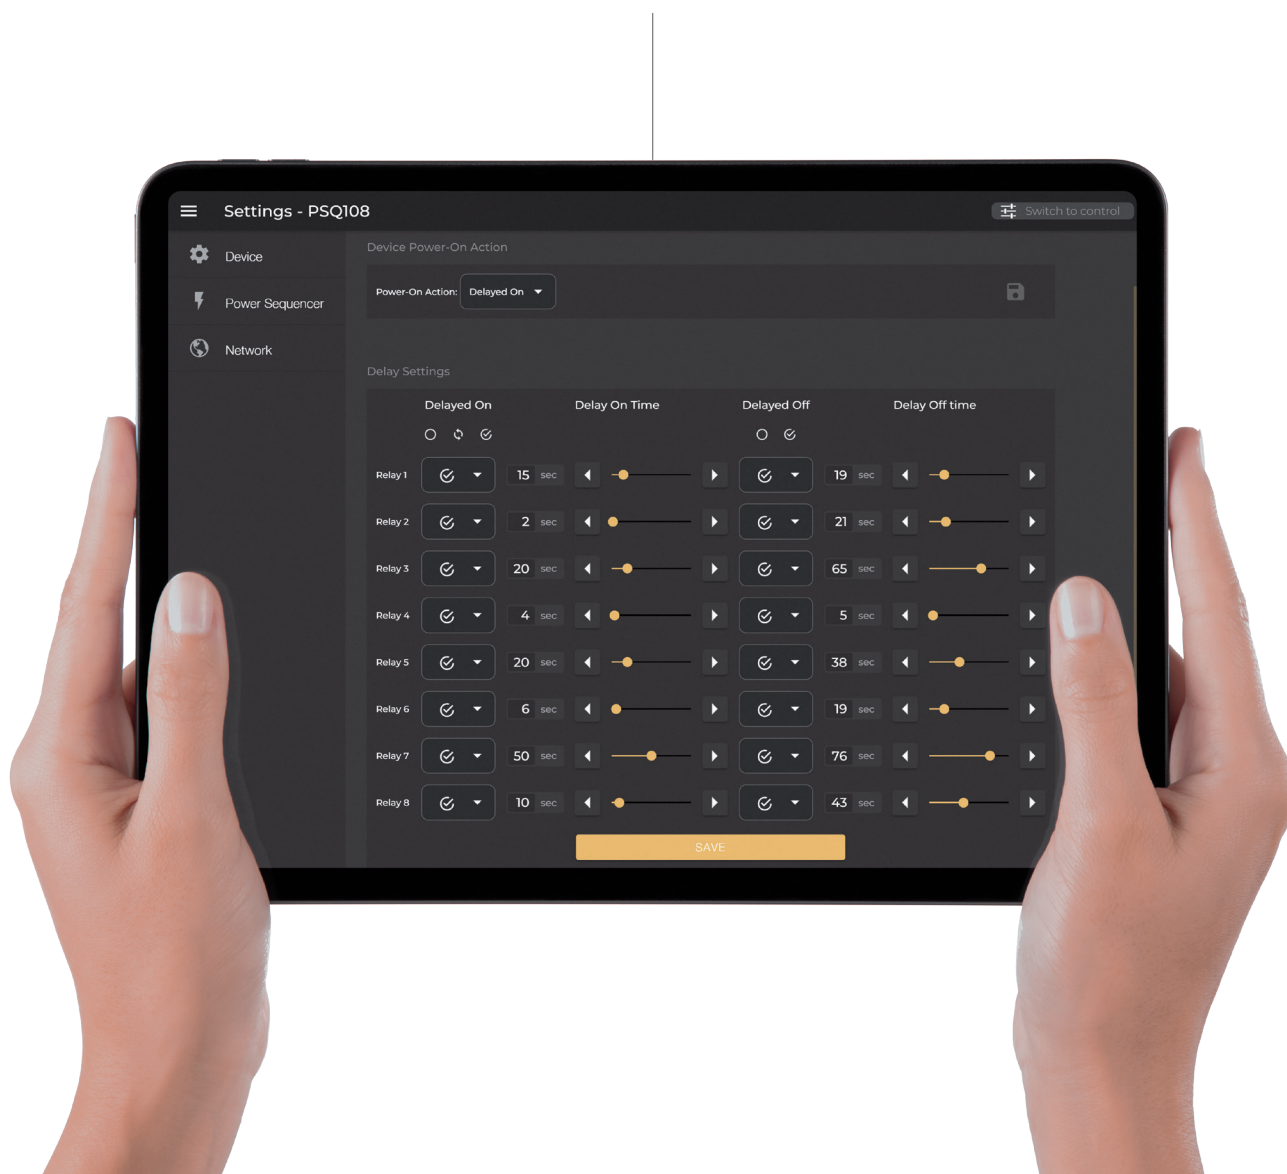 Settings - PSQ108
Switch to control
Device
Power Sequencer
Network
Device Power-On Action
Power-On Action: Delayed On
Delay Settings
Delayed On Delay On Time Delayed Off Delay Off time
Relay 1 15 sec 19 sec
Relay 2 2 sec 21 sec
Relay 3 20 sec 65 sec
Relay 4 4 sec 5 sec
Relay 5 20 sec 38 sec
Relay 6 6 sec 19 sec
Relay 7 50 sec 76 sec
Relay 8 10 sec 43 sec
SAVE